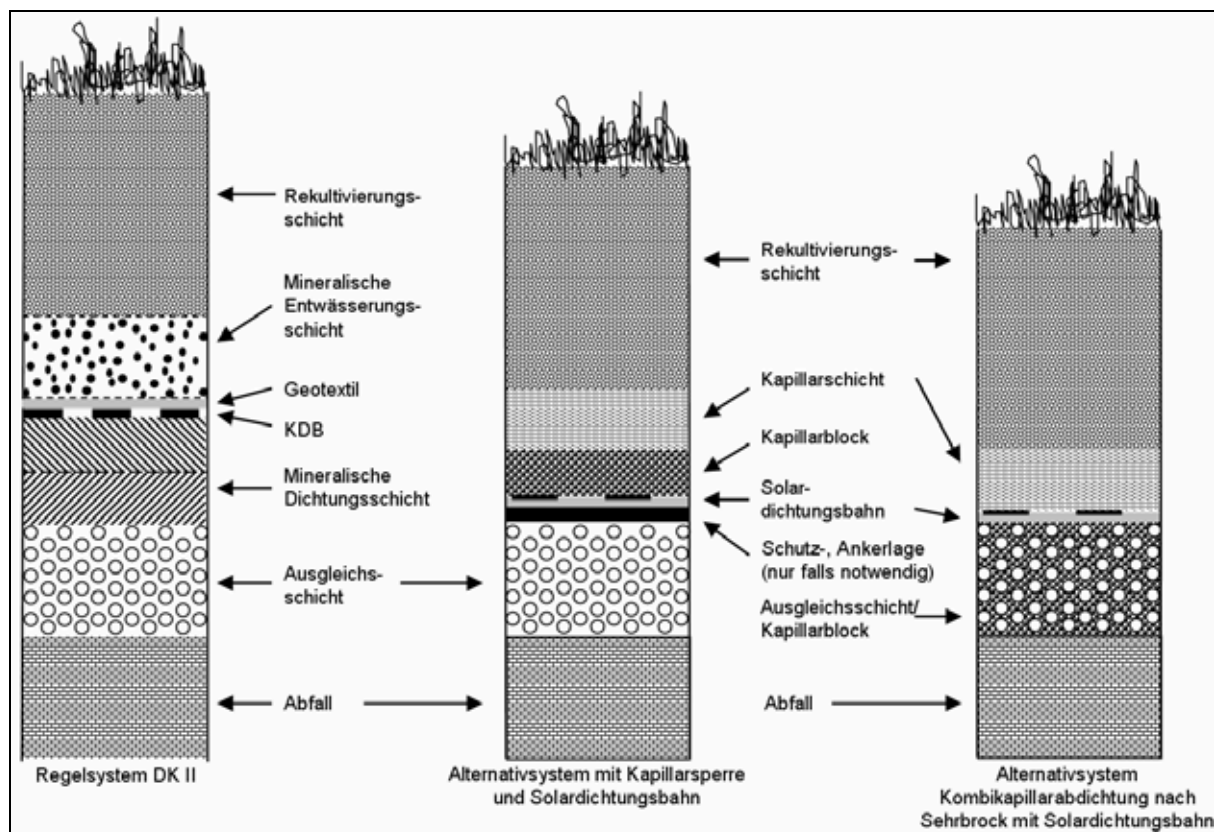 Rekultivierungs-
schicht
Mineralische
Entwässerungs-
schicht
Geotextil
KDB
Mineralische
Dichtungsschicht
Ausgleichs-
schicht
Abfall
Regelsystem DK II
Rekultivierungs-
schicht
Kapillarschicht
Kapillarblock
Solar-
dichtungsbahn
Schutz-, Ankerlage
(nur falls notwendig)
Ausgleichsschicht/
Kapillarblock
Abfall
Alternativsystem mit Kapillarsperre
und Solardichtungsbahn
Alternativsystem
Kombikapillarabdichtung nach
Sehrbrock mit Solardichtungsbahn